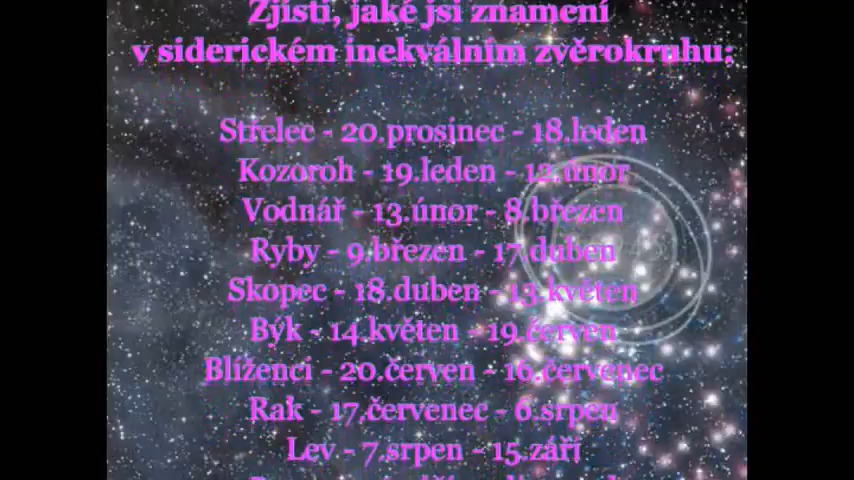 Zjisti, jaké jsi znamení
v siderickém inekválním zvěrokruhu:
Střelec - 20.prosinec - 18.leden
Kozoroh - 19.leden - 12.únor
Vodnář - 13.únor - 8.březen
Ryby - 9.březen - 17.duben
Skopec - 18.duben - 13.květen
Býk - 14.květen - 19.červen
Blíženci - 20.červen - 16.červenec
Rak - 17.červenec - 6.srpen
Lev - 7.srpen - 15.září